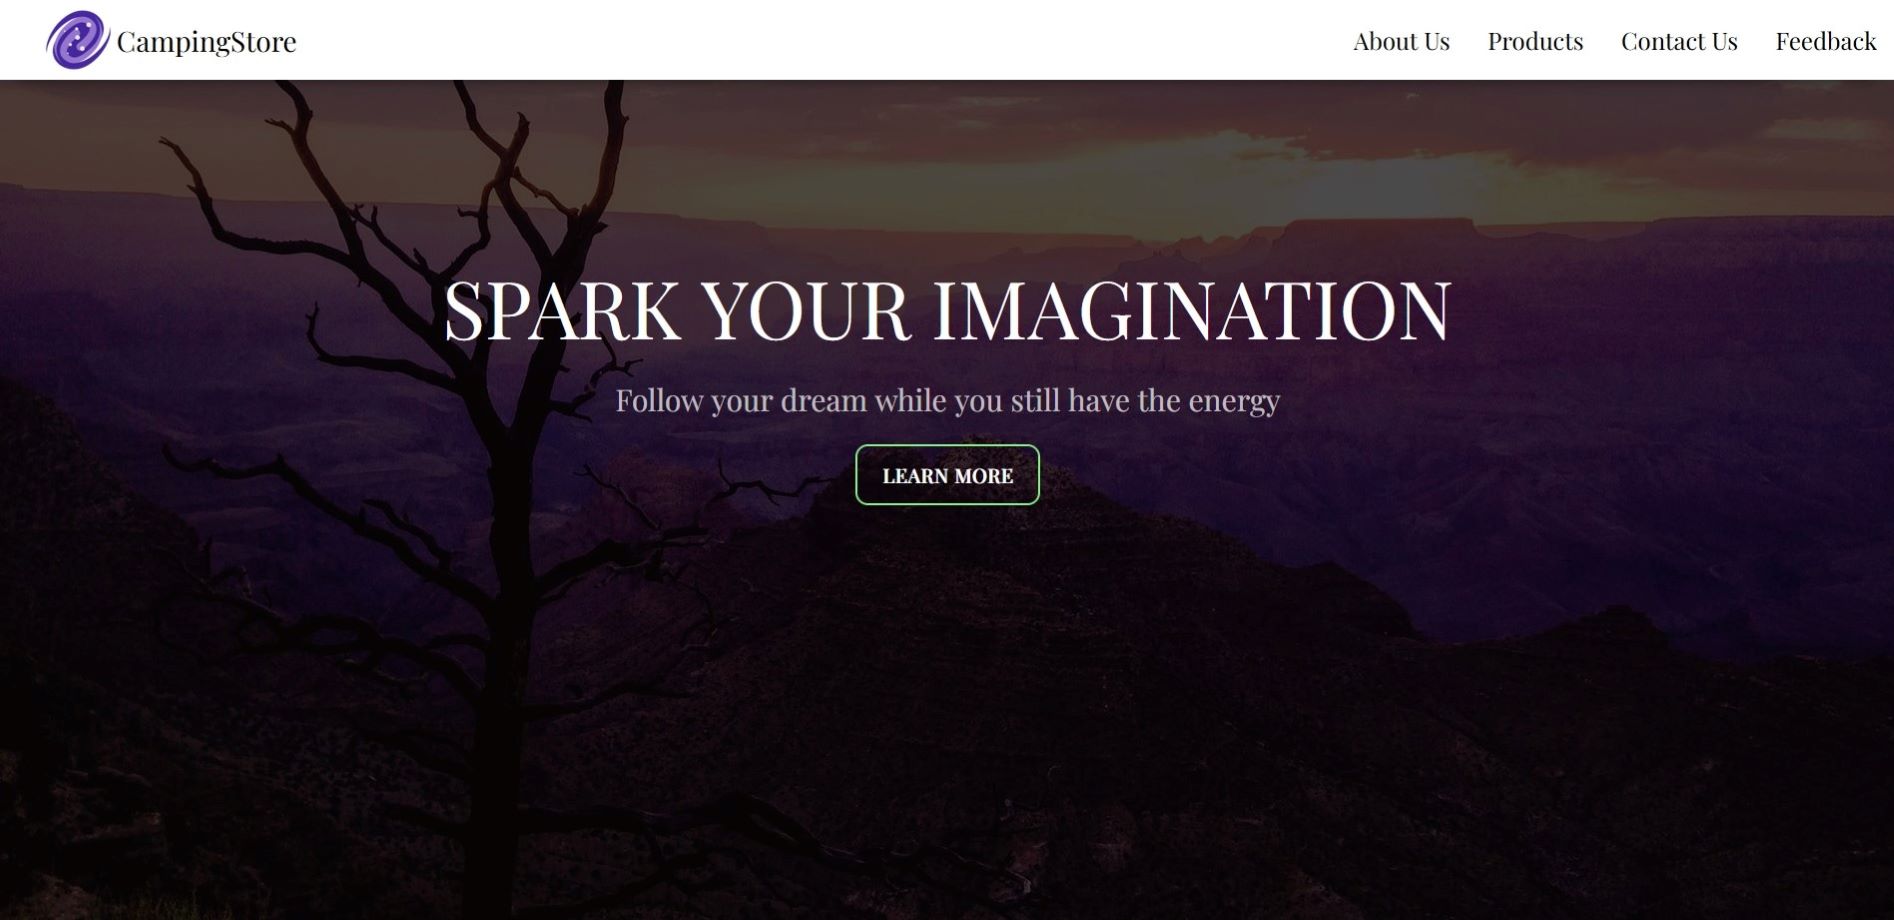 CampingStore
About Us Products Contact Us Feedback
SPARK YOUR IMAGINATION
Follow your dream while you still have the energy
LEARN MORE